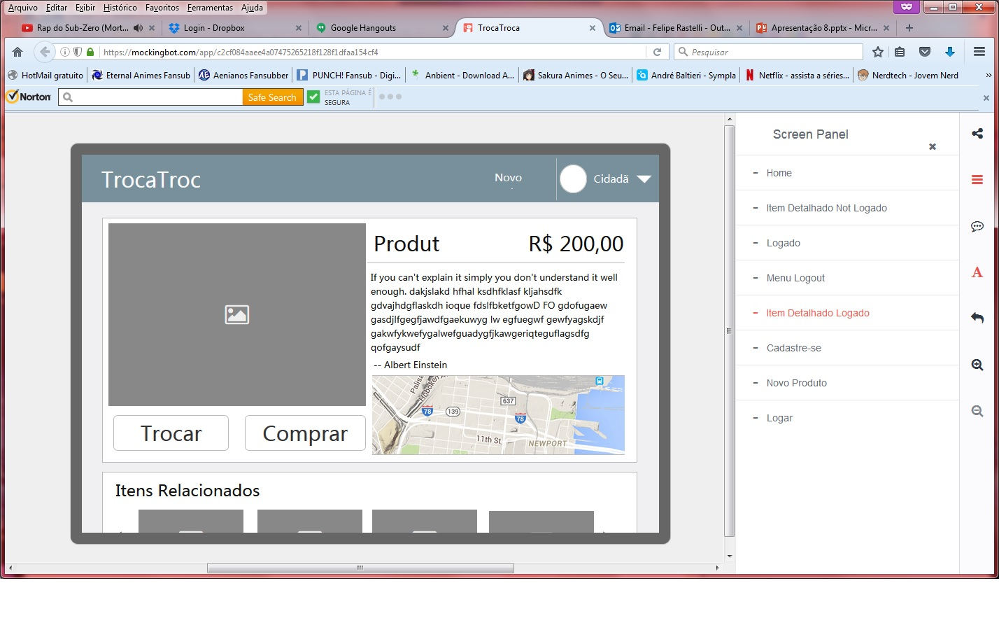 Arquivo Editar Exibir Histórico Favoritos Ferramentas Ajuda
Rap do Sub-Zero (Mort... Login - Dropbox Google Hangouts TrocaTroca Email - Felipe Rastelli - Out... Apresentação 8.pptx - Micr...
https://mockingbot.com/app/c2cf084aaee4a07475265218f128f1dfaa154cf4 Pesquisar
HotMail gratuito Eternal Animes Fansub Aenianos Fansubber PUNCH! Fansub - Digi... Anbient - Download A... Sakura Animes - O Seu... André Baltieri - Sympla Netflix - assista a séries... Nerdtech - Jovem Nerd
Norton Safe Search ESTA PÁGINA É
SEGURA
TrocaTroc Novo Cidadã
Produt R$ 200,00
If you can't explain it simply you don't understand it well
enough. dakjslakd hfhal ksdhfklasf kljahsdfk
gdvajhdgflaskdh ioque fdslfbketfgowD FO gdofugaew
gasdjlfgegfjawdfgaekuwyg lw egfuegwf gewfyagskdjf
gakwfykwefygalwefguadygfjkawgeriqteguflagsdfg
qofgaysudf
-- Albert Einstein
Hoboken
637
78
139
78
11th St
NEWPORT
Trocar Comprar
Itens Relacionados
Screen Panel
Home
Item Detalhado Not Logado
Logado
Menu Logout
Item Detalhado Logado
Cadastre-se
Novo Produto
Logar
A